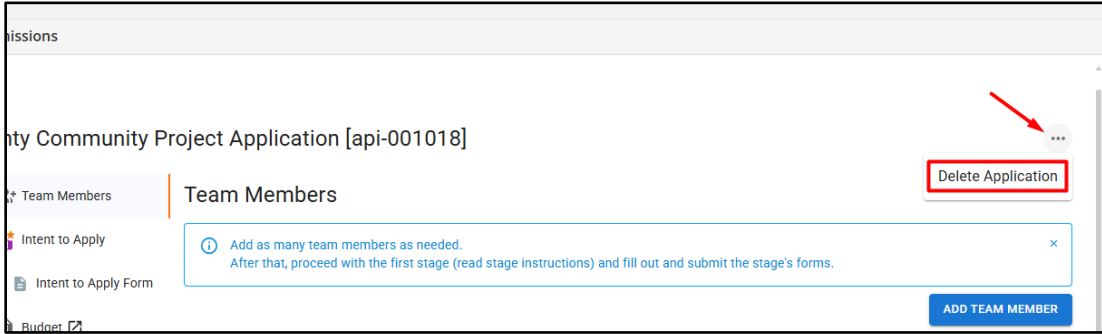 issions
nty Community Project Application [api-001018]
Delete Application
Team Members
Team Members
Intent to Apply
Add as many team members as needed.
After that, proceed with the first stage (read stage instructions) and fill out and submit the stage's forms.
Intent to Apply Form
ADD TEAM MEMBER
Budget